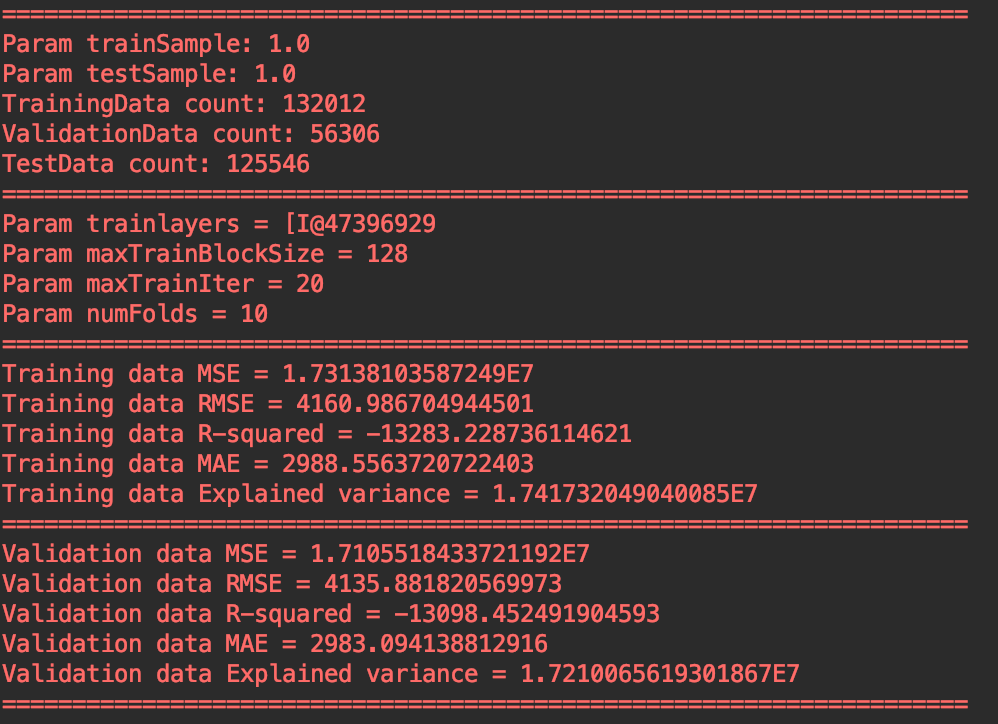 =====================================================================
Param trainSample: 1.0
Param testSample: 1.0
TrainingData count: 132012
ValidationData count: 56306
TestData count: 125546
=====================================================================
Param trainlayers = [I@47396929
Param maxTrainBlockSize = 128
Param maxTrainIter = 20
Param numFolds = 10
=====================================================================
Training data MSE = 1.73138103587249E7
Training data RMSE = 4160.986704944501
Training data R-squared = -13283.228736114621
Training data MAE = 2988.5563720722403
Training data Explained variance = 1.741732049040085E7
=====================================================================
Validation data MSE = 1.7105518433721192E7
Validation data RMSE = 4135.881820569973
Validation data R-squared = -13098.452491904593
Validation data MAE = 2983.094138812916
Validation data Explained variance = 1.7210065619301867E7
=====================================================================